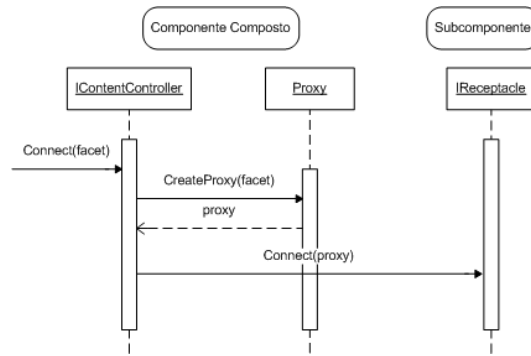 Componente Composto
Subcomponente
IContentController
Proxy
IReceptacle
Connect(facet)
CreateProxy(facet)
proxy
Connect(proxy)